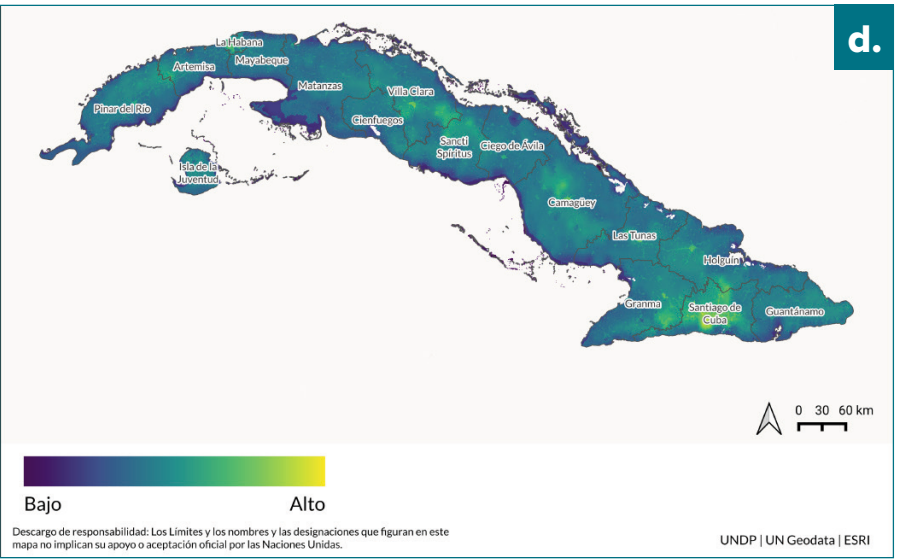 d.
La Habana
Artemisa
Mayabeque
Matanzas
Pinar del Río
Villa Clara
Cienfuegos
Sancti
Spíritus
Ciego de Ávila
Isla de la
Juventud
Camagüey
Las Tunas
Holguín
Granma
Santiago de
Cuba
Guantánamo
0 30 60 km
Bajo
Alto
Descargo de responsabilidad: Los Límites y los nombres y las designaciones que figuran en este
mapa no implican su apoyo o aceptación oficial por las Naciones Unidas.
UNDP | UN Geodata | ESRI